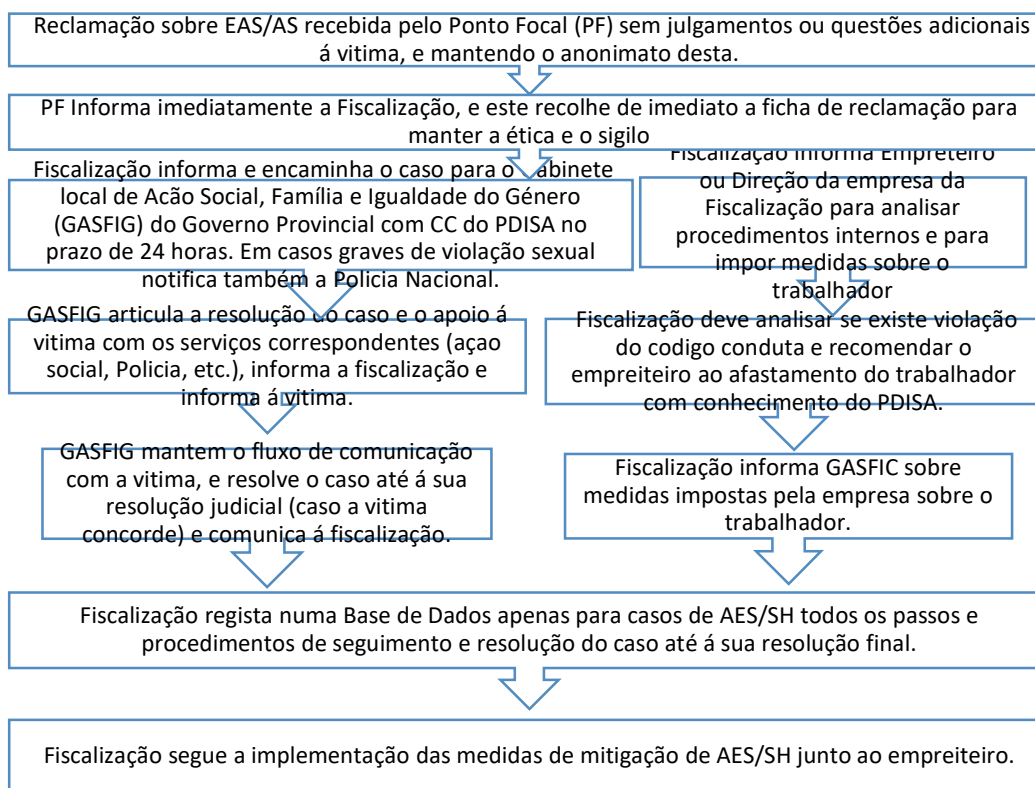 Reclamação sobre EAS/AS recebida pelo Ponto Focal (PF) sem julgamentos ou questões adicionais
á vitima, e mantendo o anonimato desta.
PF Informa imediatamente a Fiscalização, e este recolhe de imediato a ficha de reclamação para
manter a ética e o sigilo
Fiscalização informa e encaminha o caso para o Gabinete
local de Acão Social, Família e Igualdade do Género
(GASFIG) do Governo Provincial com CC do PDISA no
prazo de 24 horas. Em casos graves de violação sexual
notifica também a Policia Nacional.
Fiscalização informa Empreteiro
ou Direção da empresa da
Fiscalização para analisar
procedimentos internos e para
impor medidas sobre o
trabalhador
GASFIG articula a resolução do caso e o apoio á
vitima com os serviços correspondentes (açao
social, Policia, etc.), informa a fiscalização e
informa á vitima.
Fiscalização deve analisar se existe violação
do codigo conduta e recomendar o
empreiteiro ao afastamento do trabalhador
com conhecimento do PDISA.
GASFIG mantem o fluxo de comunicação
com a vitima, e resolve o caso até á sua
resolução judicial (caso a vitima
concorde) e comunica á fiscalização.
Fiscalização informa GASFIC sobre
medidas impostas pela empresa sobre o
trabalhador.
Fiscalização regista numa Base de Dados apenas para casos de AES/SH todos os passos e
procedimentos de seguimento e resolução do caso até á sua resolução final.
Fiscalização segue a implementação das medidas de mitigação de AES/SH junto ao empreiteiro.